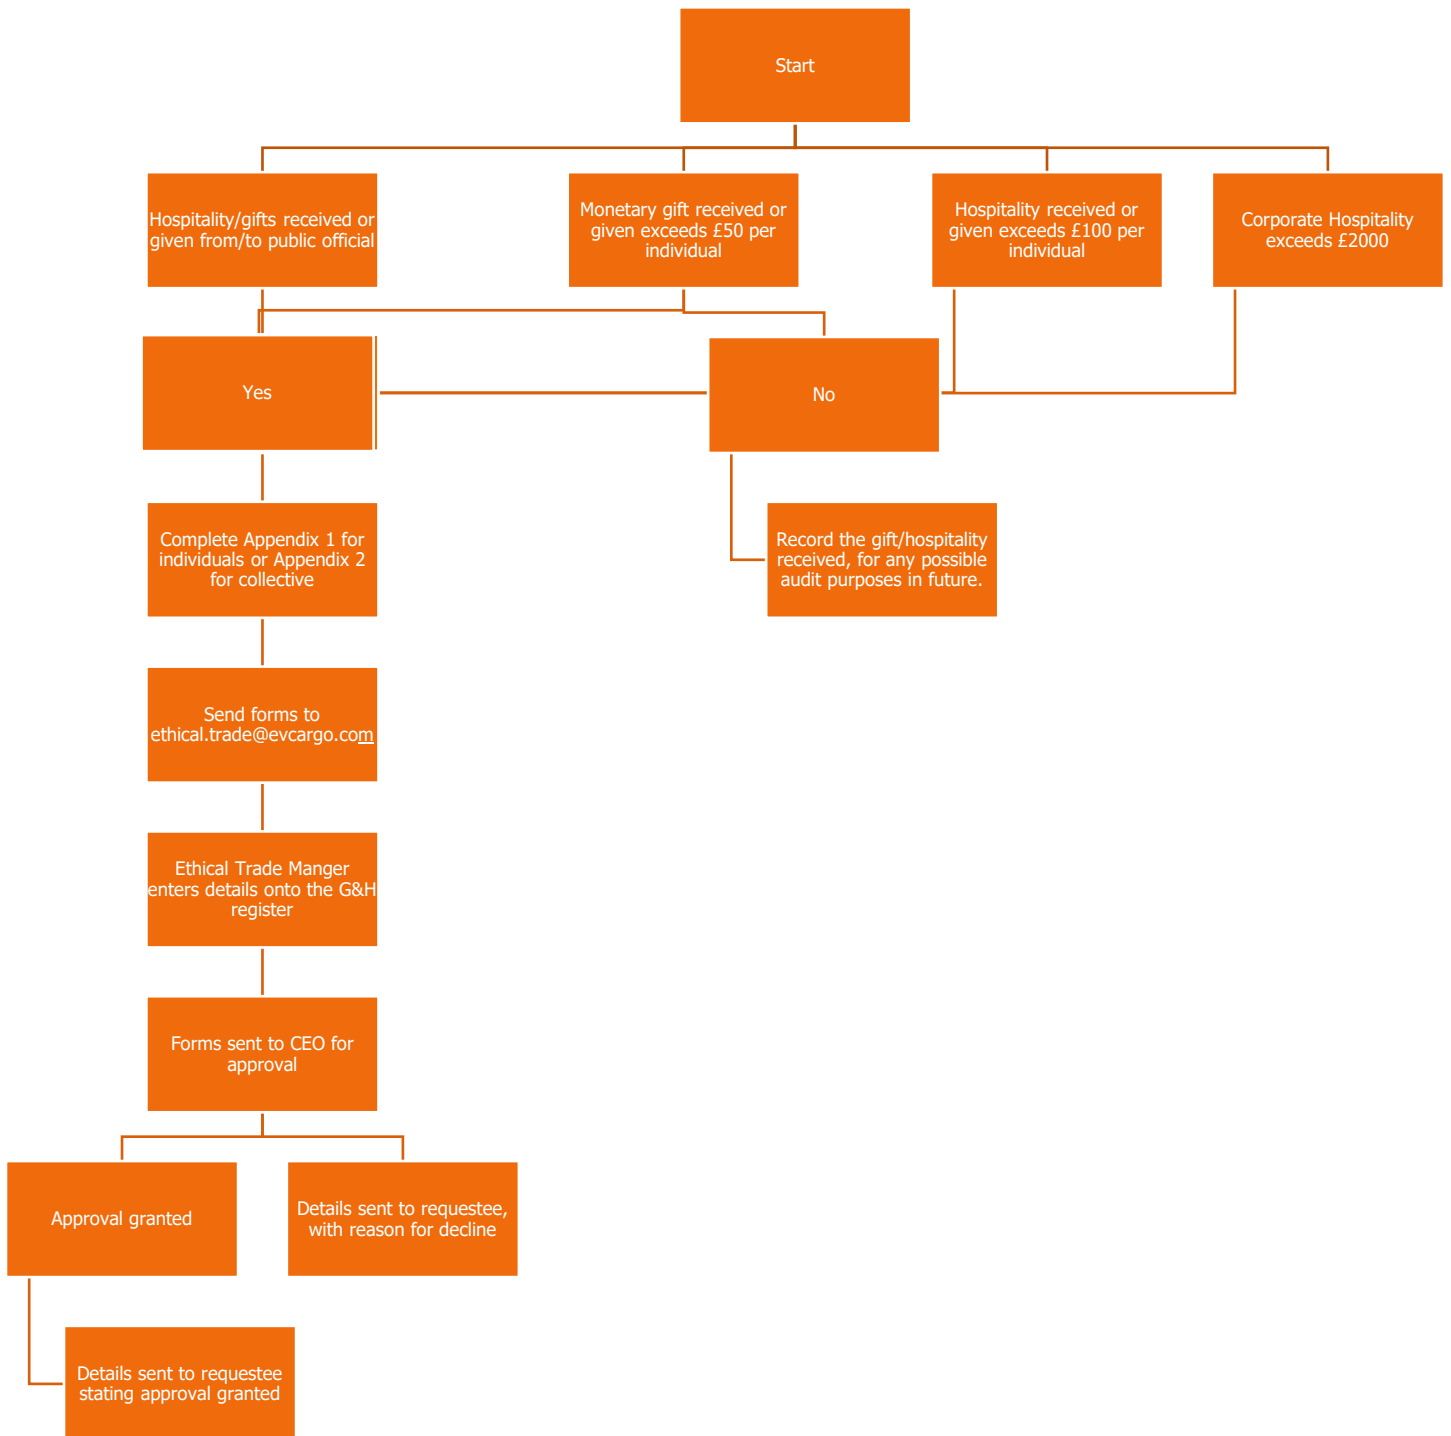 Start
Hospitality/gifts received or
given from/to public official
Monetary gift received or
given exceeds £50 per
individual
Hospitality received or
given exceeds £100 per
individual
Corporate Hospitality
exceeds £2000
Yes
No
Complete Appendix 1 for
individuals or Appendix 2
for collective
Record the gift/hospitality
received, for any possible
audit purposes in future.
Send forms to
ethical.trade@evcargo.com
Ethical Trade Manger
enters details onto the G&H
register
Forms sent to CEO for
approval
Approval granted
Details sent to requestee,
with reason for decline
Details sent to requestee
stating approval granted